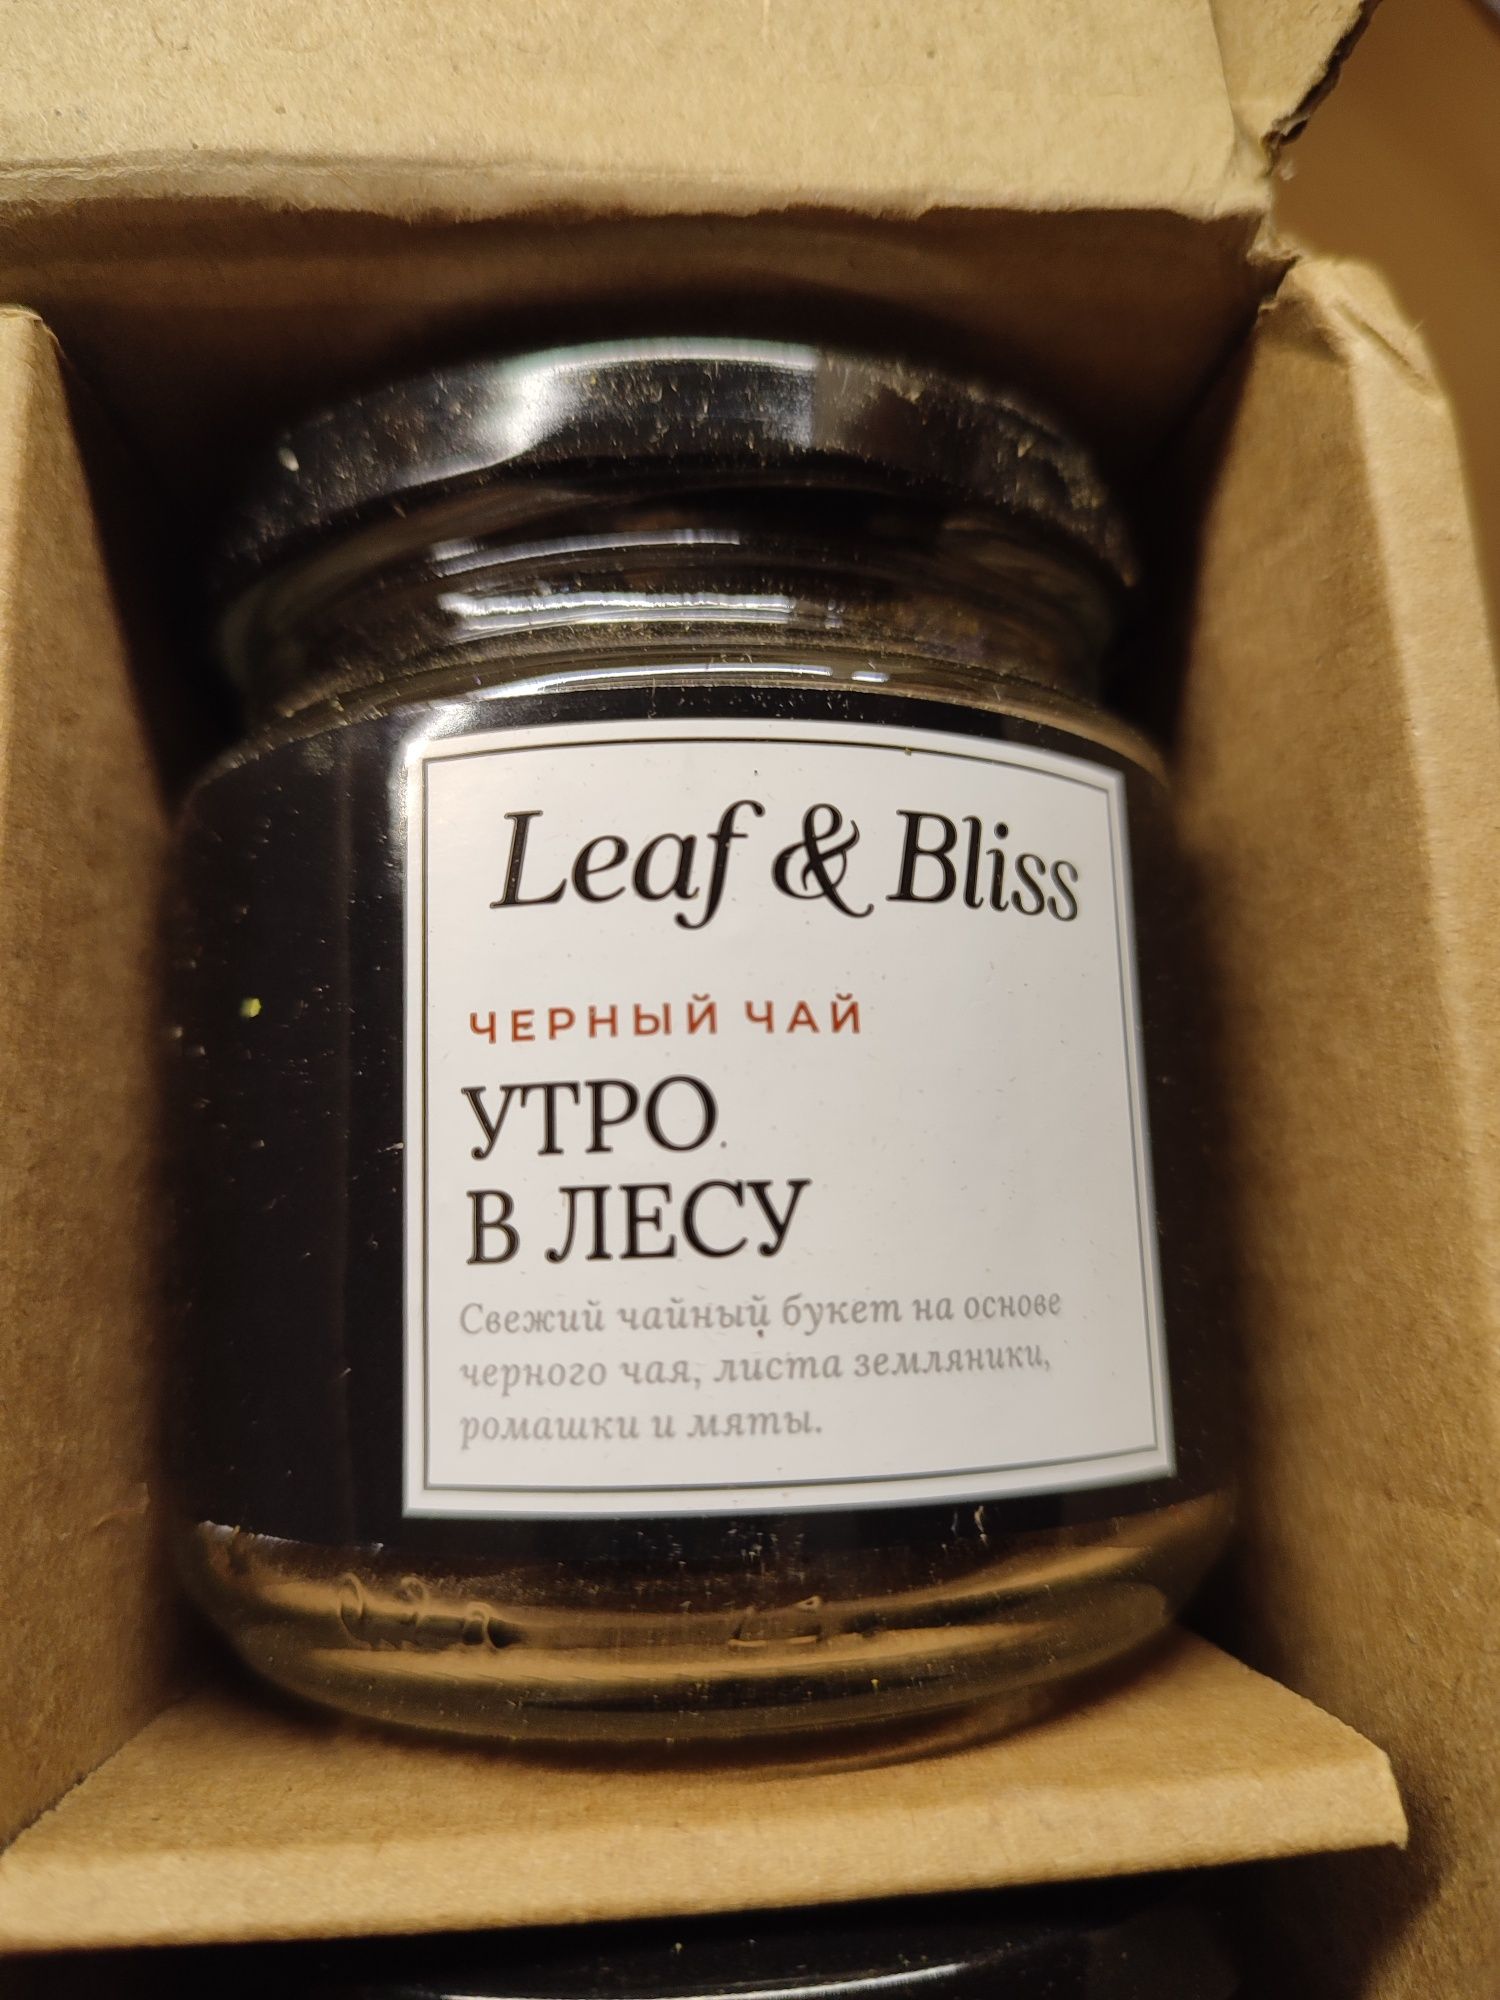 Leaf & Bliss
ЧЕРНЫЙ ЧАЙ
УТРО
В ЛЕСУ
Свежий чайный букет на основе
черного чая, листа земляники,
ромашки и мяты.